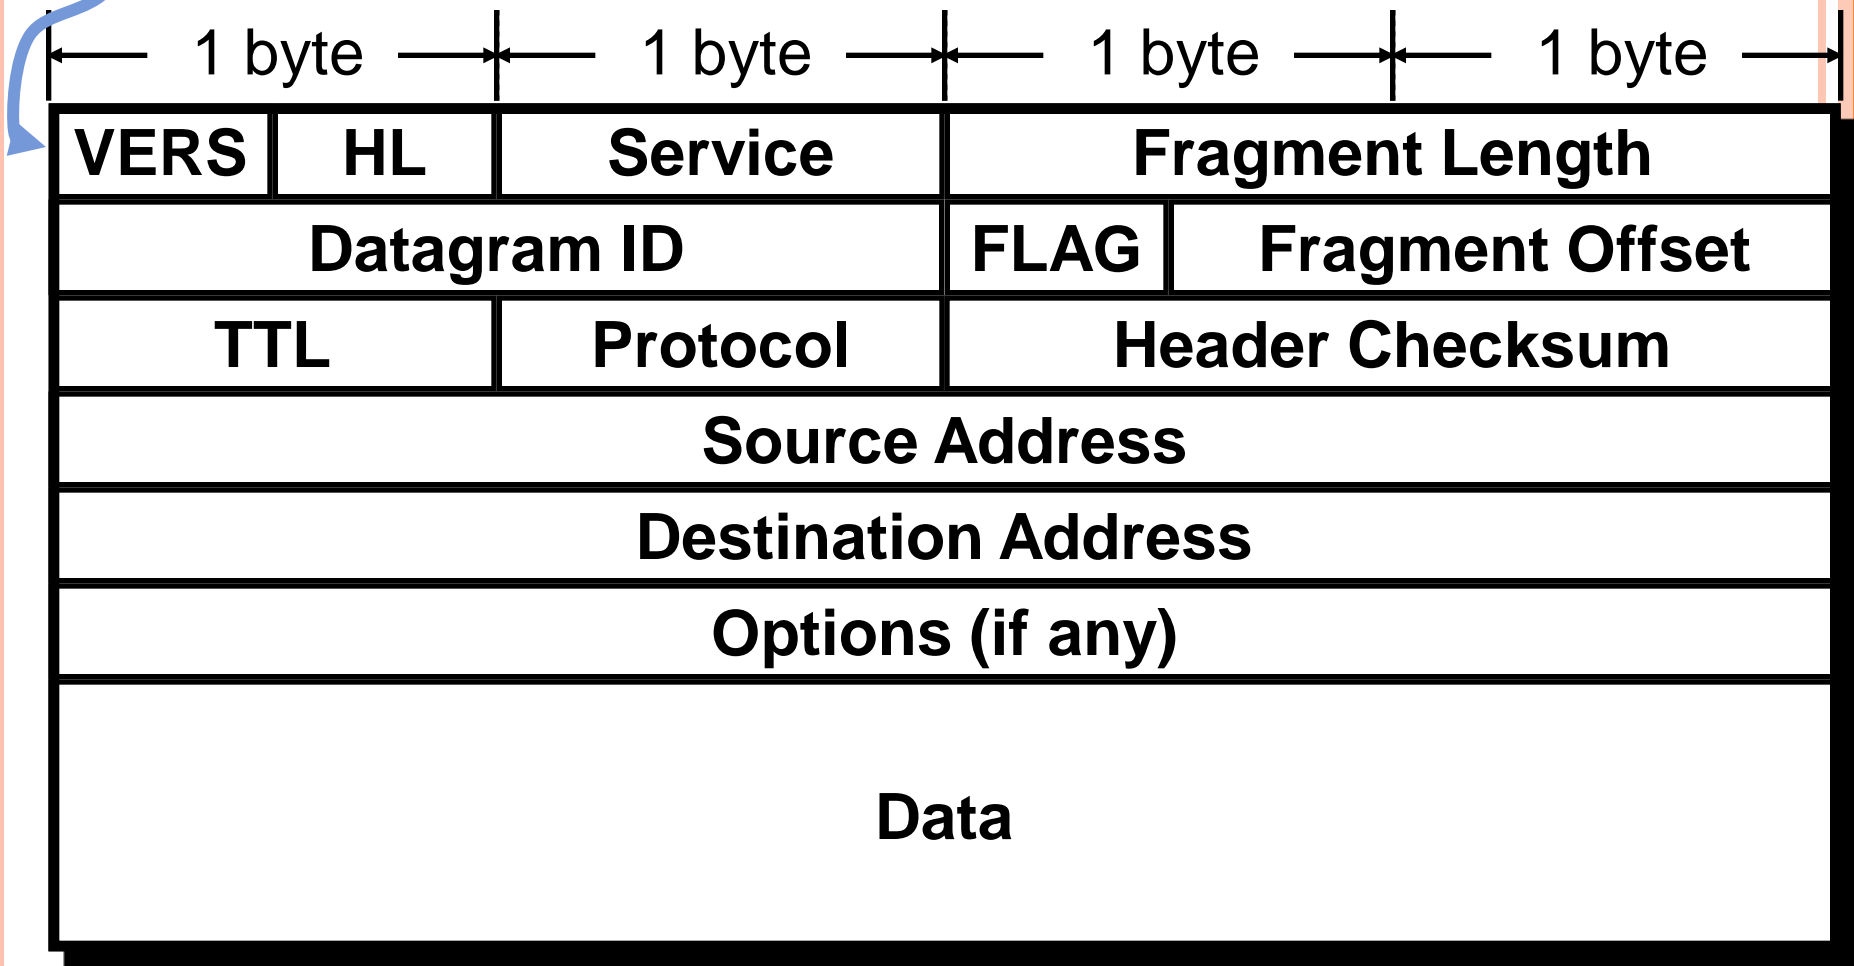 1 byte 1 byte 1 byte 1 byte
VERS HL Service Fragment Length
Datagram ID FLAG Fragment Offset
TTL Protocol Header Checksum
Source Address
Destination Address
Options (if any)
Data